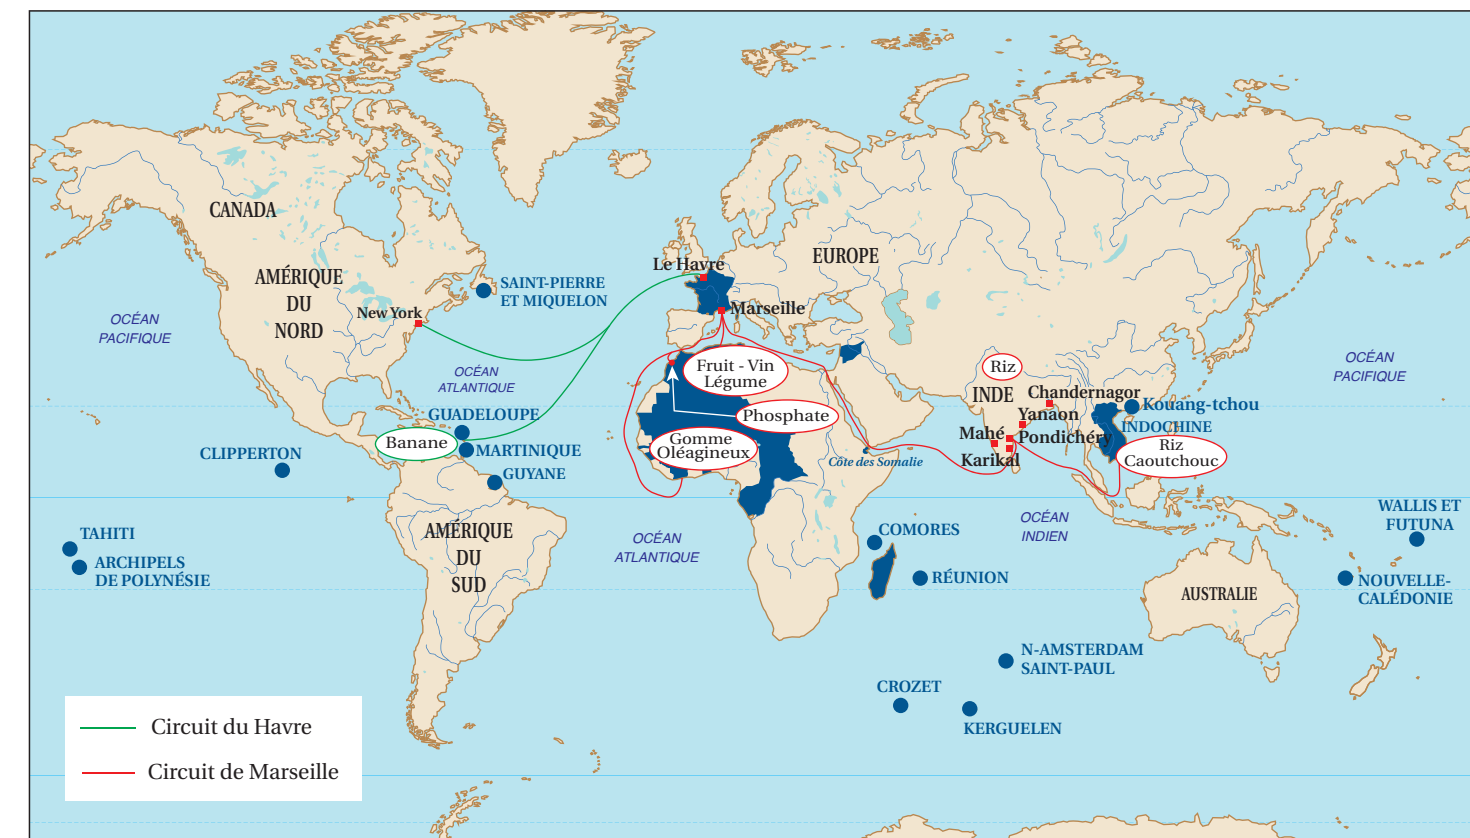 CANADA
AMÉRIQUE
DU
NORD
New York
SAINT-PIERRE
ET MIQUELON
OCÉAN
PACIFIQUE
OCÉAN
ATLANTIQUE
GUADELOUPE
Banane
MARTINIQUE
CLIPPERTON
GUYANE
AMÉRIQUE
DU
SUD
TAHITI
ARCHIPELS
DE POLYNÉSIE
Le Havre
EUROPE
Marseille
Fruit - Vin
Légume
Phosphate
Gomme
Oléagineux
OCÉAN
ATLANTIQUE
Côte des Somalie
Riz
INDE
Chandernagor
Yanaon
Mahé
Pondichéry
Karikal
Kouang-tchou
INDOCHINE
Riz
Caoutchouc
OCÉAN
PACIFIQUE
OCÉAN
INDIEN
COMORES
RÉUNION
WALLIS ET
FUTUNA
NOUVELLE-
CALÉDONIE
AUSTRALIE
N-AMSTERDAM
SAINT-PAUL
CROZET
KERGUELEN
Circuit du Havre
Circuit de Marseille